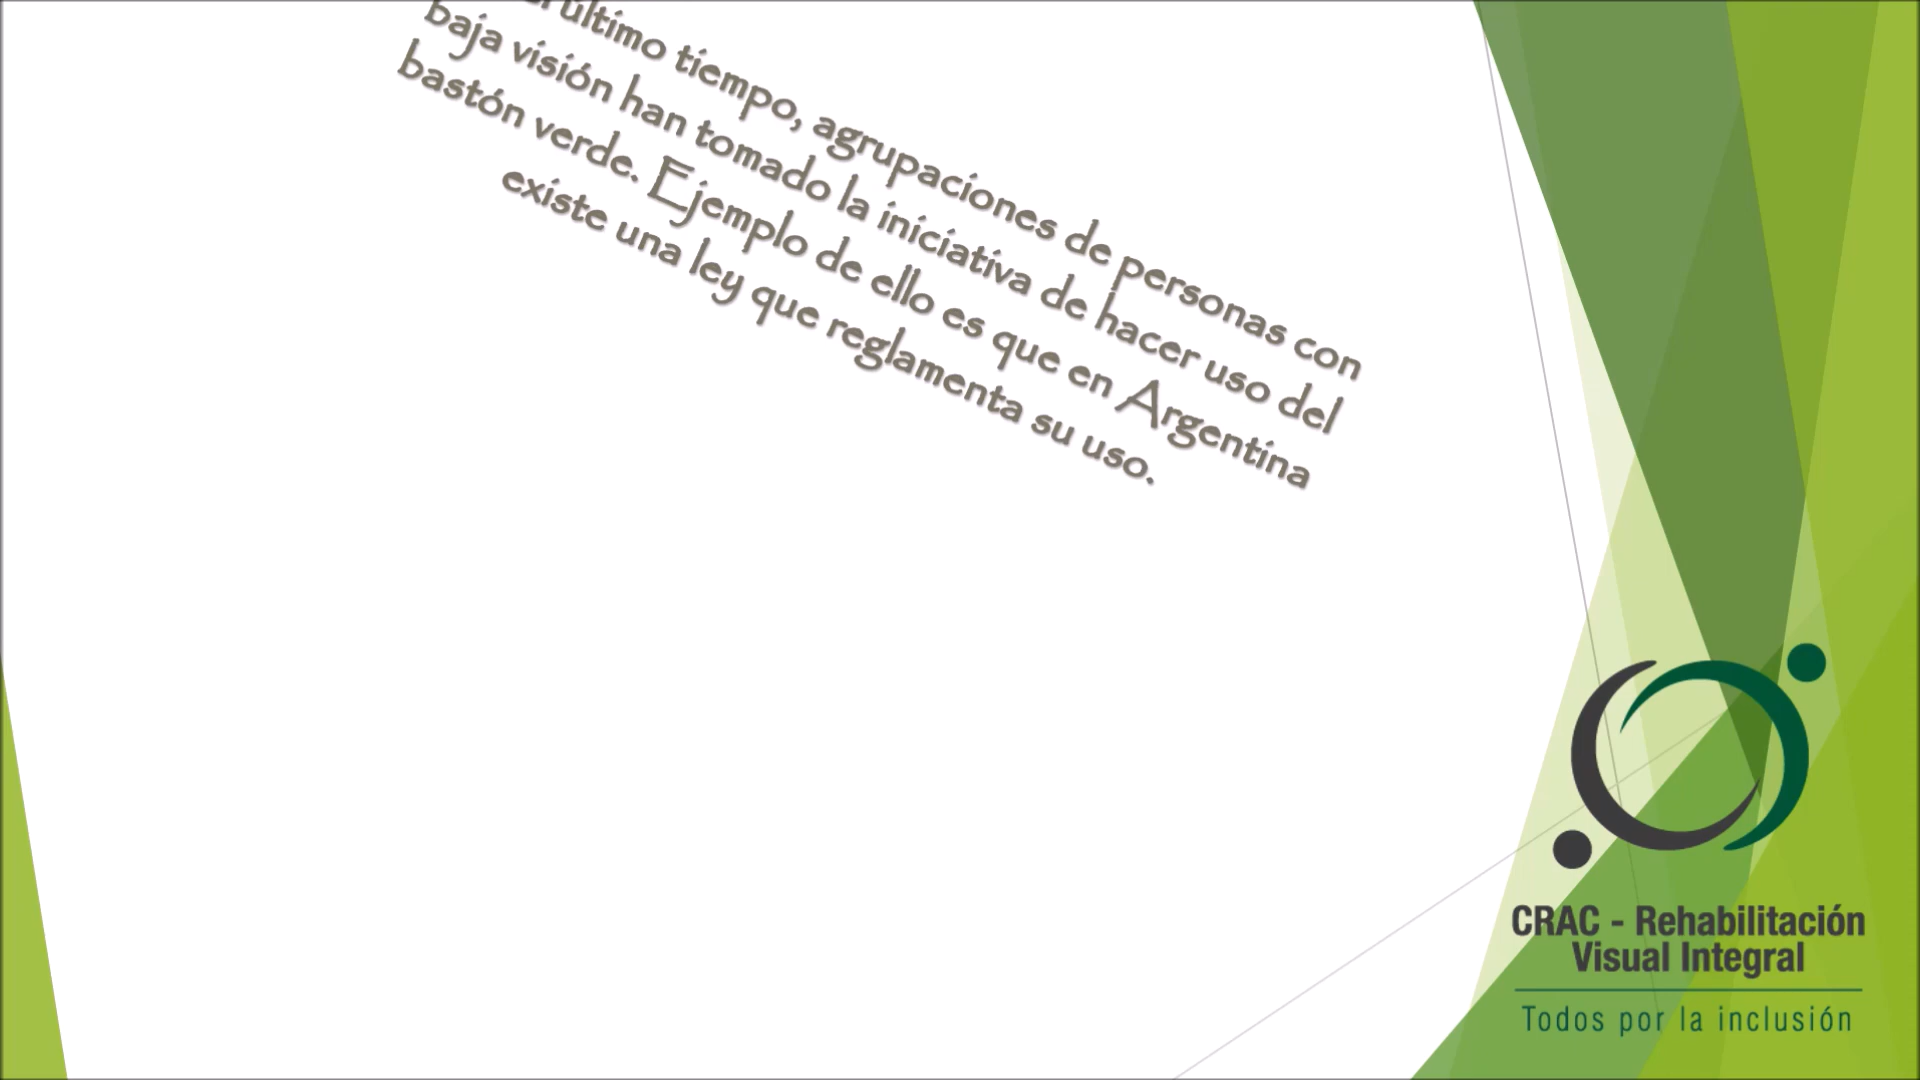 último tiempo, agrupaciones de personas con
baja visión han tomado la iniciativa de hacer uso del
bastón verde. Ejemplo de ello es que en Argentina
existe una ley que reglamenta su uso.
CRAC - Rehabilitación
Visual Integral
Todos por la inclusión